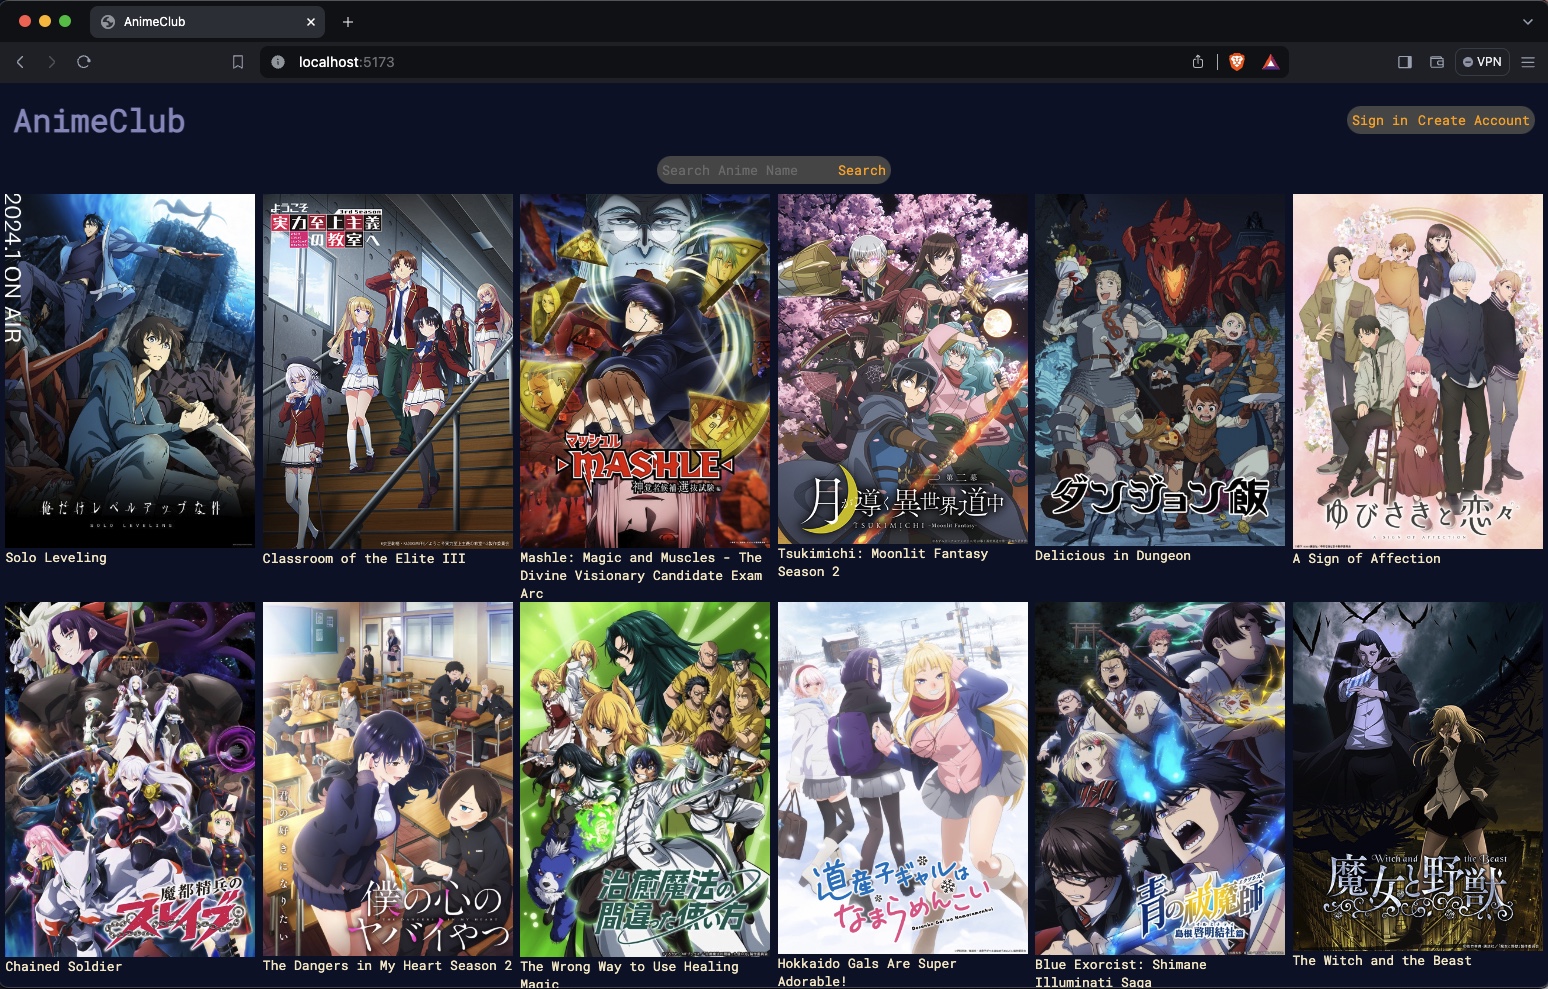 AnimeClub
localhost:5173
VPN
AnimeClub
Sign in Create Account
Search Anime Name Search
2024.1 ON AIR
俺だけレベルアップな件
SOLO LEVELING
Solo Leveling
ようこそ
3rd Season
実力至上主義
の教室へ
Classroom of the Elite III
マッシュル
MASHLE
神覚者候補選抜試験編
Mashle: Magic and Muscles - The
Divine Visionary Candidate Exam
Arc
第二幕
月が導く異世界道中
TSUKIMICHI -Moonlit Fantasy-
Tsukimichi: Moonlit Fantasy
Season 2
ダンジョン飯
Delicious in Dungeon
ゆびさきと恋々
A SIGN OF AFFECTION
A Sign of Affection
魔都精兵の
スレイブ
Chained Soldier
君の好きになりたい
僕の心の
ヤバイやつ
The Dangers in My Heart Season 2
治癒魔法の
間違った使い方
The Wrong Way to Use Healing
Magic
道産子ギャルは
なまらめんこい
Dosanko Gal wa Namaramenkoi
Hokkaido Gals Are Super
Adorable!
青の祓魔師
島根啓明結社篇
Blue Exorcist: Shimane
Illuminati Saga
Witch and the Beast
魔女と野獣
The Witch and the Beast